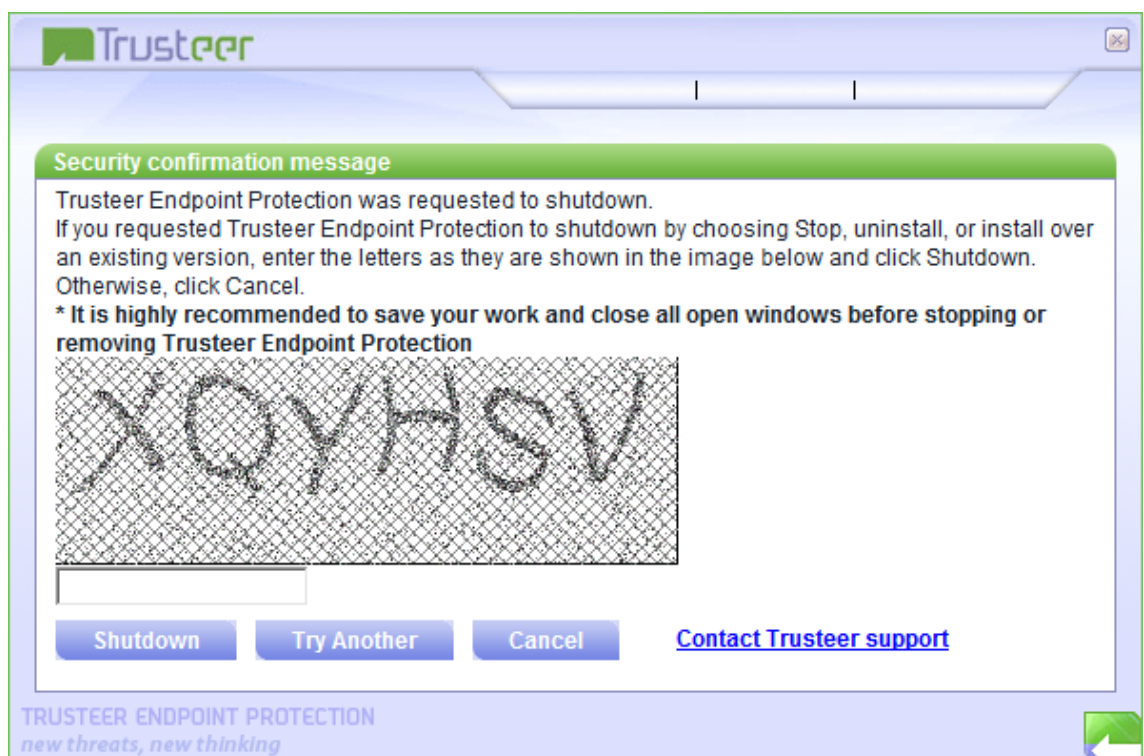 Trusteer
Security confirmation message
Trusteer Endpoint Protection was requested to shutdown.
If you requested Trusteer Endpoint Protection to shutdown by choosing Stop, uninstall, or install over
an existing version, enter the letters as they are shown in the image below and click Shutdown.
Otherwise, click Cancel.
* It is highly recommended to save your work and close all open windows before stopping or
removing Trusteer Endpoint Protection
XQYHSV
Shutdown Try Another Cancel Contact Trusteer support
TRUSTEER ENDPOINT PROTECTION
new threats, new thinking